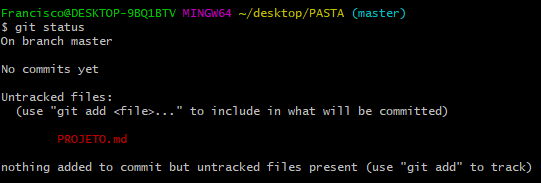 Francisco@DESKTOP-9BQ1BTV MINGW64 ~/desktop/PASTA (master)
$ git status
On branch master
No commits yet
Untracked files:
  (use "git add <file>..." to include in what will be committed)
        PROJETO.md
nothing added to commit but untracked files present (use "git add" to track)